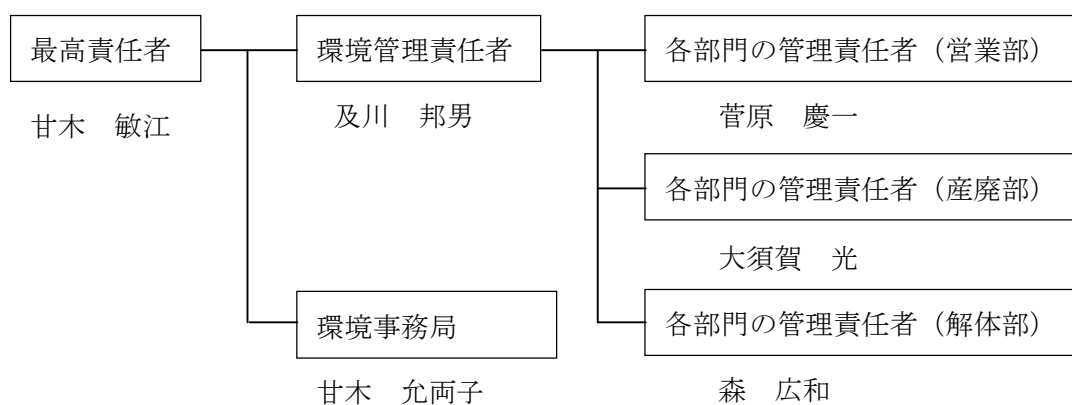 最高責任者
環境管理責任者
各部門の管理責任者（営業部）
甘木　敏江
及川　邦男
菅原　慶一
各部門の管理責任者（産廃部）
大須賀　光
環境事務局
各部門の管理責任者（解体部）
甘木　允両子
森　広和